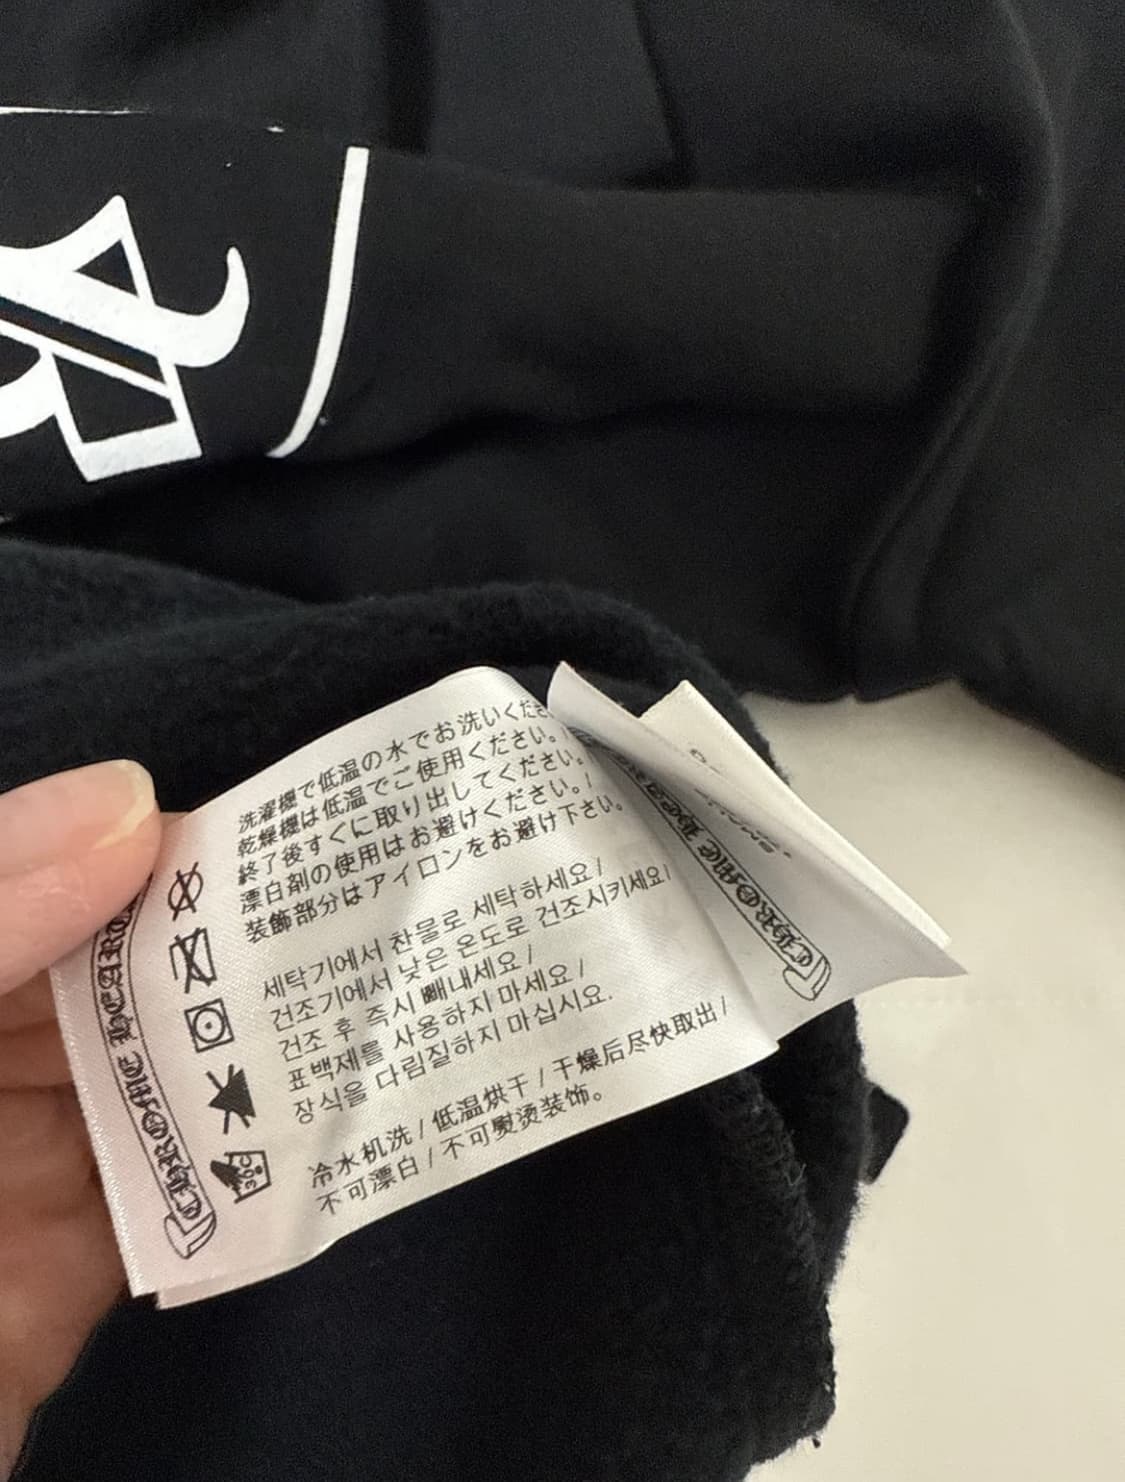 洗濯機で低温の水でお洗いくださ
乾燥機は低温でご使用ください。/
終了後すぐに取り出してください。
漂白剤の使用はお避けください。/
装飾部分はアイロンをお避け下さい。
세탁기에서 찬물로 세탁하세요/
건조기에서 낮은 온도로 건조시키세요/
건조 후 즉시 빼내세요/
표백제를 사용하지 마세요/
장식을 다림질하지 마십시요.
冷水机洗/低温烘干/干燥后尽快取出/
不可漂白/不可熨烫装饰。
30C
CHROME HEART
CHROME HEA